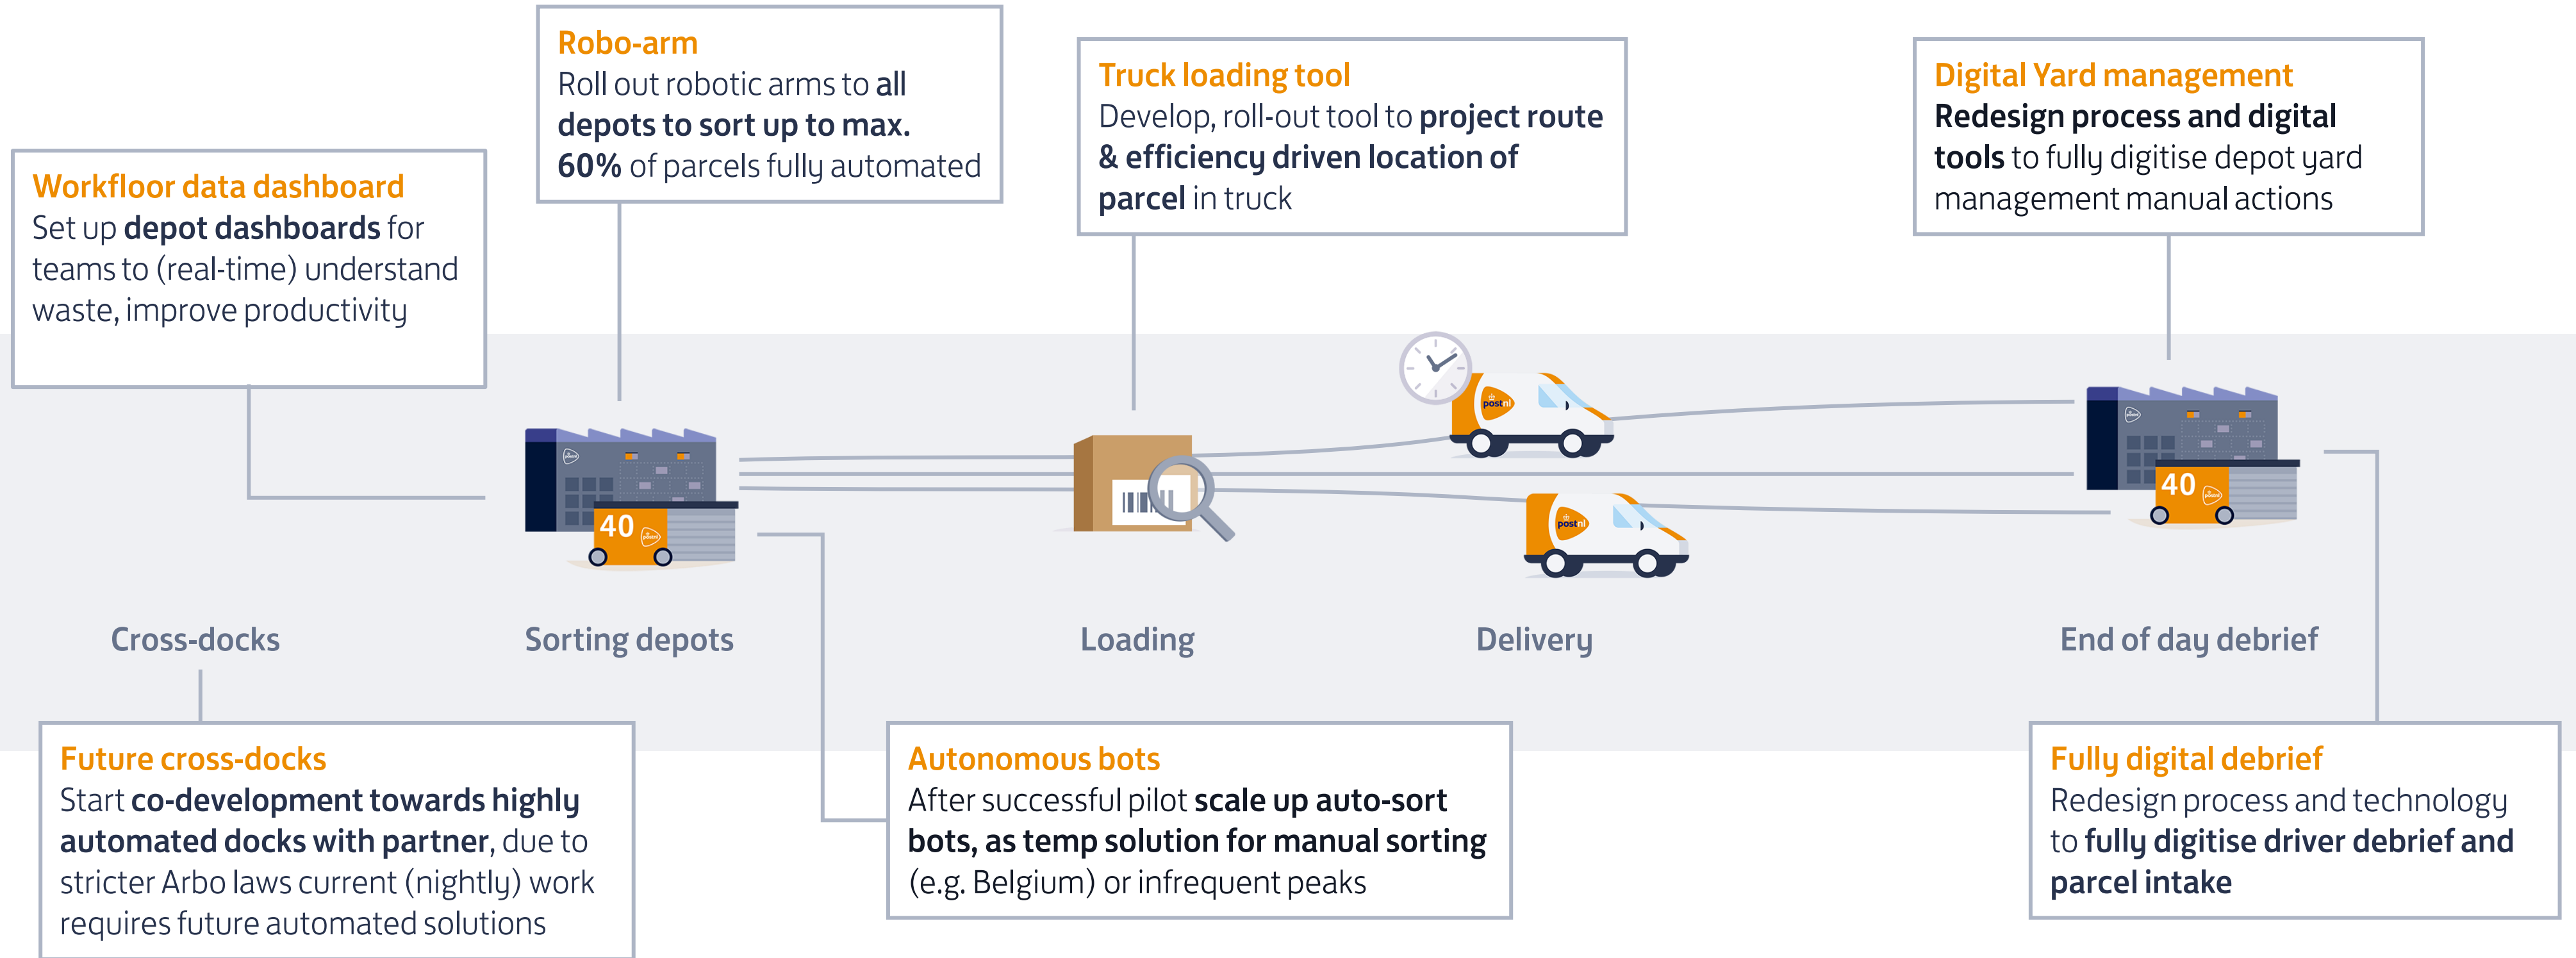 Robo-arm
Roll out robotic arms to all
depots to sort up to max.
60% of parcels fully automated
Truck loading tool
Develop, roll-out tool to project route
& efficiency driven location of
parcel in truck
Digital Yard management
Redesign process and digital
tools to fully digitise depot yard
management manual actions
Workfloor data dashboard
Set up depot dashboards for
teams to (real-time) understand
waste, improve productivity
postnl
postnl
40
postnl
postnl
postnl
40
postnl
Cross-docks
Sorting depots
Loading
Delivery
End of day debrief
Future cross-docks
Start co-development towards highly
automated docks with partner, due to
stricter Arbo laws current (nightly) work
requires future automated solutions
Autonomous bots
After successful pilot scale up auto-sort
bots, as temp solution for manual sorting
(e.g. Belgium) or infrequent peaks
Fully digital debrief
Redesign process and technology
to fully digitise driver debrief and
parcel intake